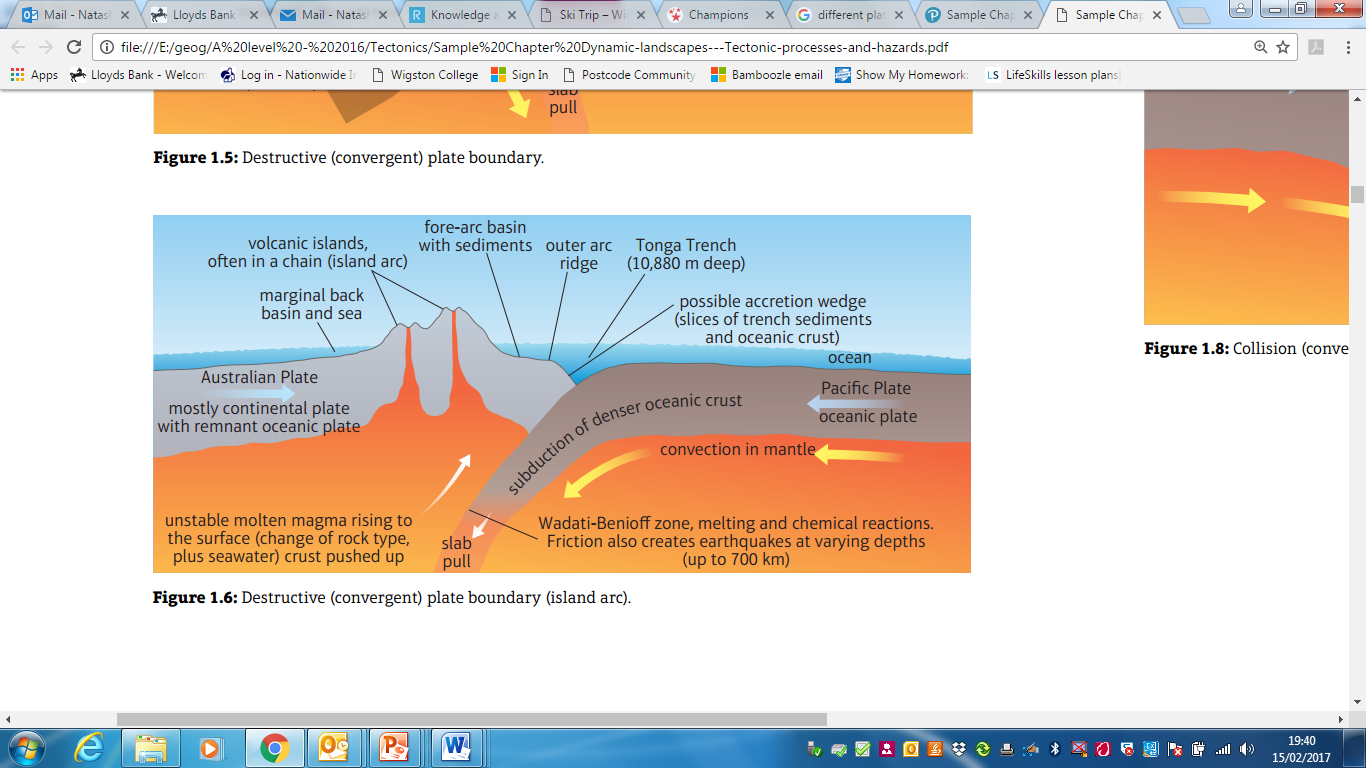 Mail - Natas
Lloyds Bank
Mail - Natask
Knowledge a
Ski Trip – Wi
Champions
different plat
Sample Chap
Sample Chap
file:///E:/geog/A%20level%20-%202016/Tectonics/Sample%20Chapter%20Dynamic-landscapes---Tectonic-processes-and-hazards.pdf
Apps
Lloyds Bank - Welcom
Log in - Nationwide In
Wigston College
Sign In
Postcode Community
Bamboozle email
Show My Homework
LS LifeSkills lesson plans
slab
pull
Figure 1.5: Destructive (convergent) plate boundary.
fore-arc basin
with sediments
volcanic islands,
often in a chain (island arc)
outer arc
ridge
Tonga Trench
(10,880 m deep)
marginal back
basin and sea
possible accretion wedge
(slices of trench sediments
and oceanic crust)
ocean
Australian Plate
mostly continental plate
with remnant oceanic plate
Pacific Plate
oceanic plate
subduction of denser oceanic crust
convection in mantle
unstable molten magma rising to
the surface (change of rock type,
plus seawater) crust pushed up
slab
pull
Wadati-Benioff zone, melting and chemical reactions.
Friction also creates earthquakes at varying depths
(up to 700 km)
Figure 1.6: Destructive (convergent) plate boundary (island arc).
Figure 1.8: Collision (conve
19:40
15/02/2017